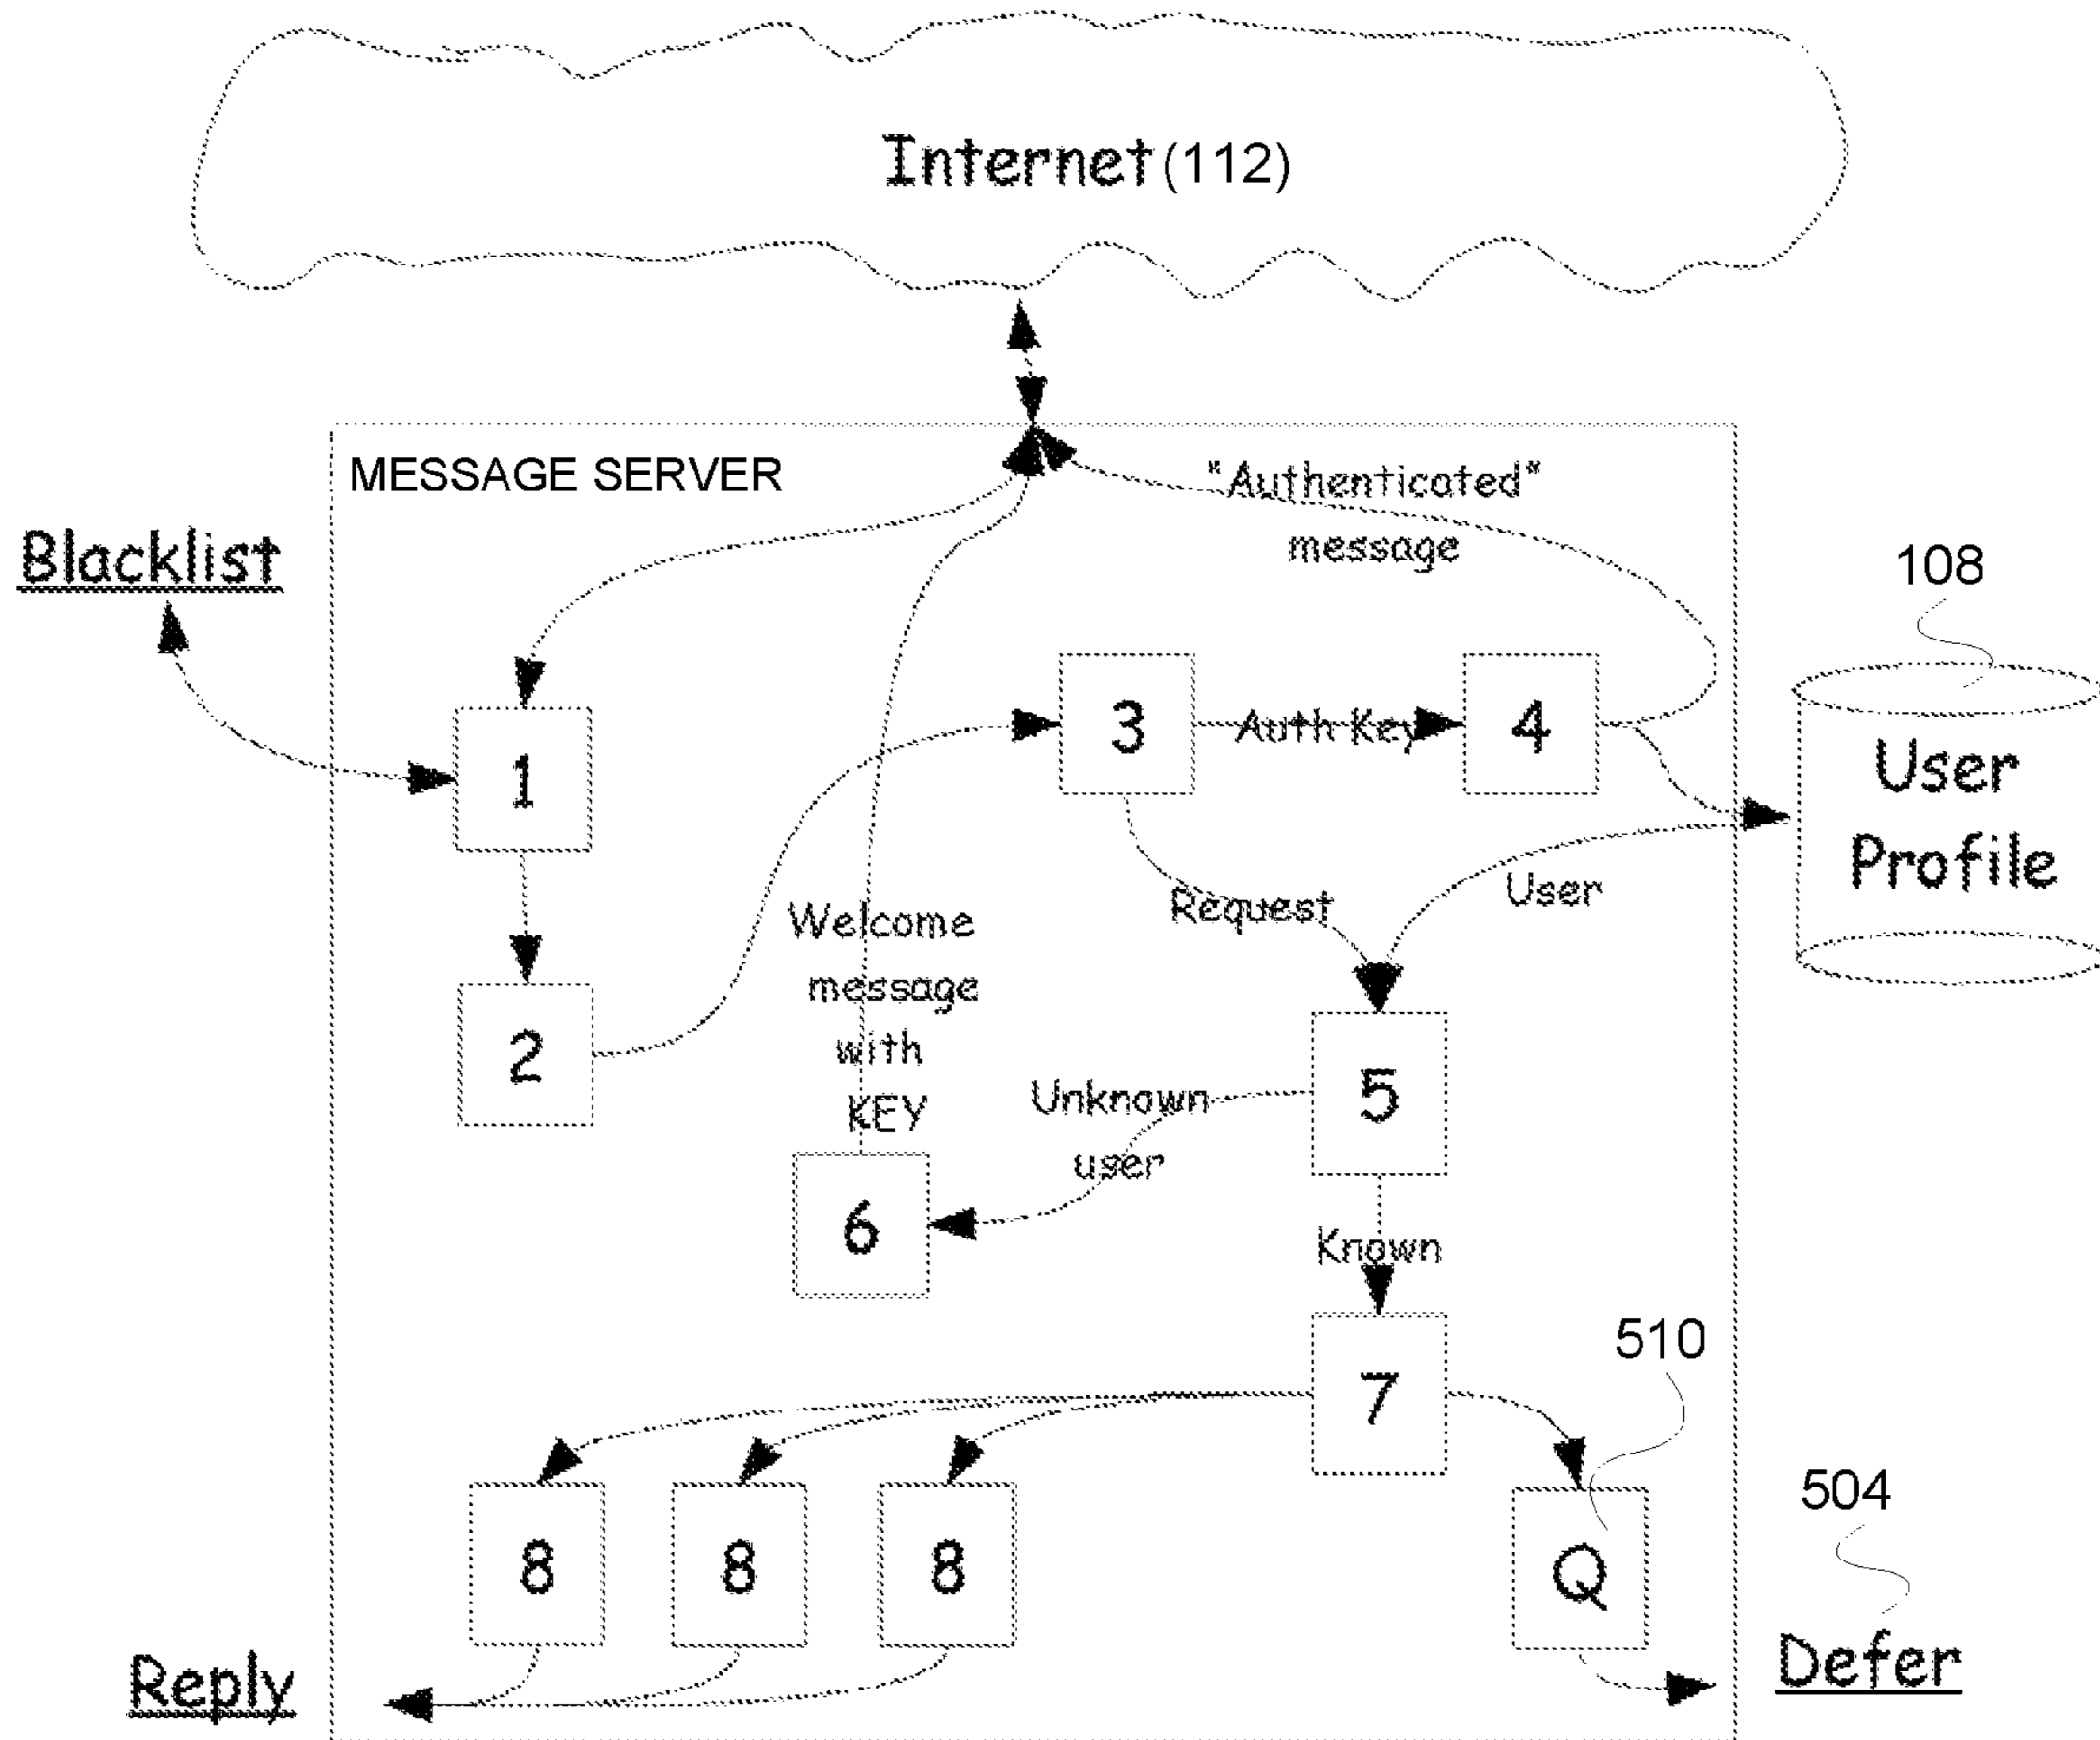 Internet (112)
MESSAGE SERVER
"Authenticated"
message
Blacklist
108
3
Auth Key
4
1
User
Profile
Request
User
Welcome
message
with
KEY
2
5
Unknown
user
6
Known
510
7
504
8
8
8
Q
Reply
Defer